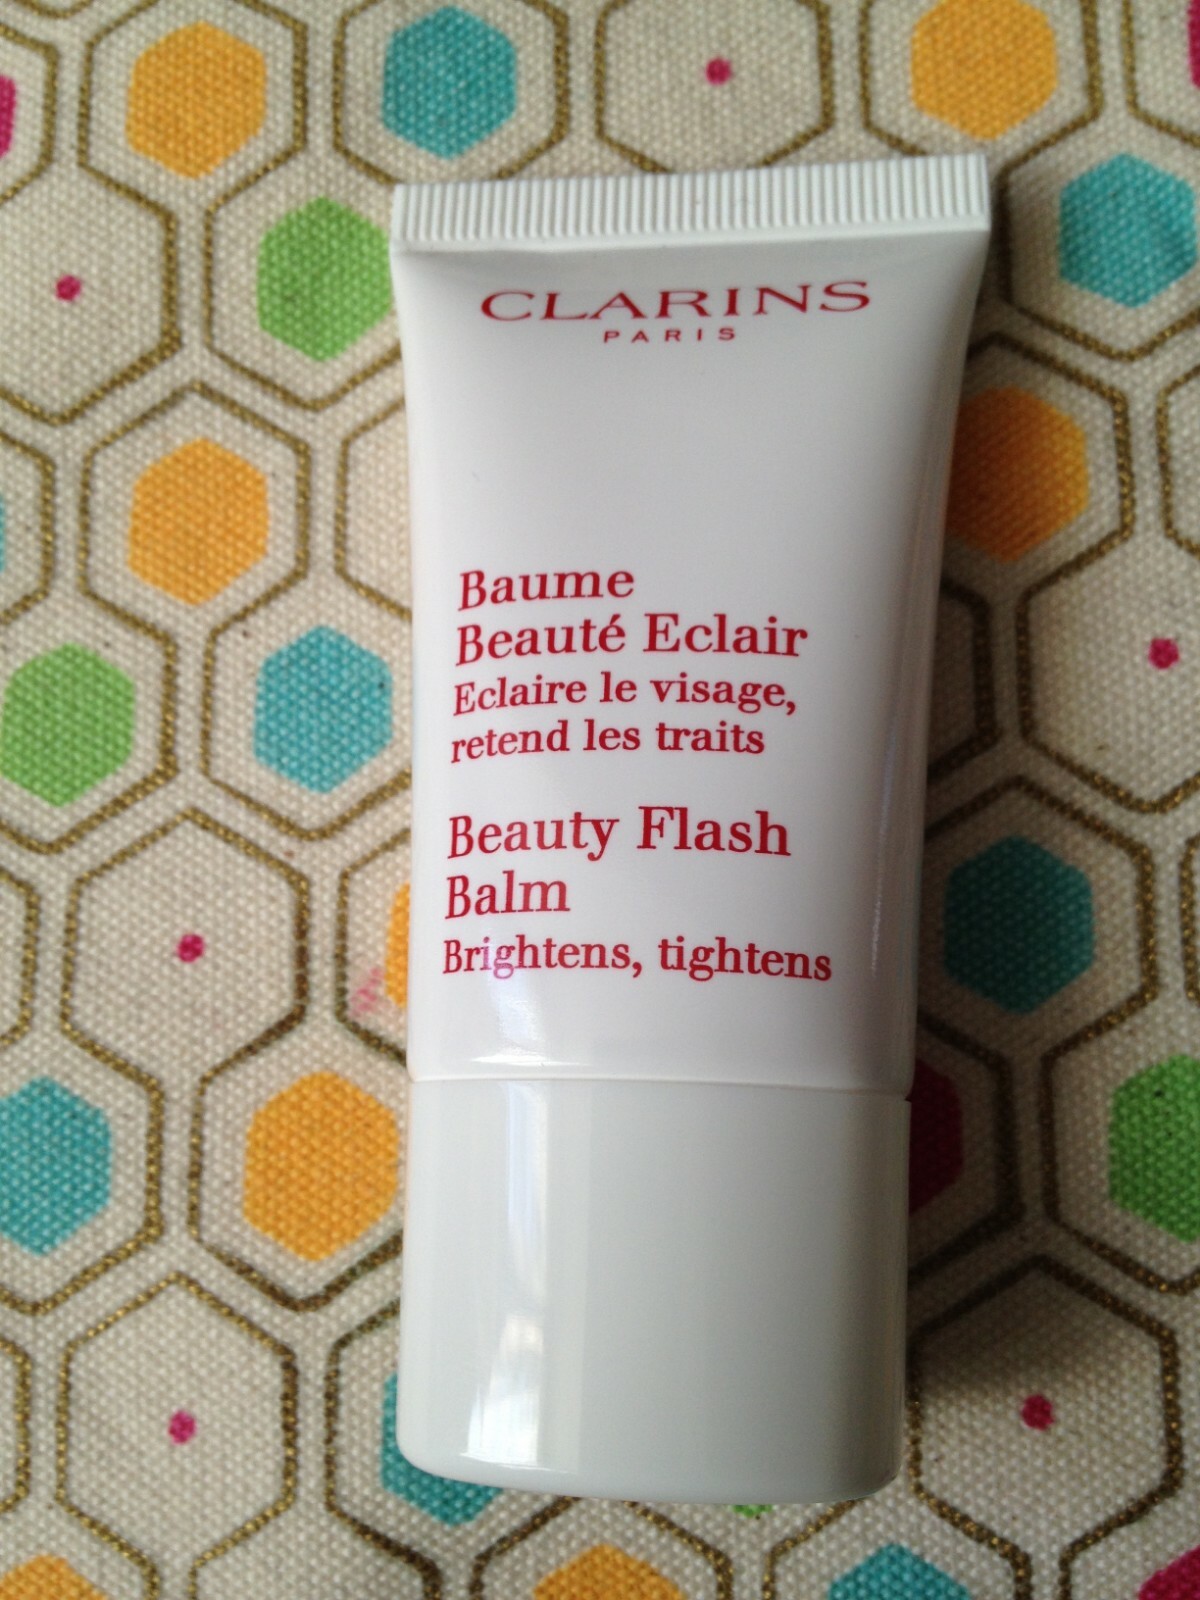 CLARINS
PARIS
Baume
Beauté Eclair
Eclaire le visage,
retend les traits
Beauty Flash
Balm
Brightens, tightens